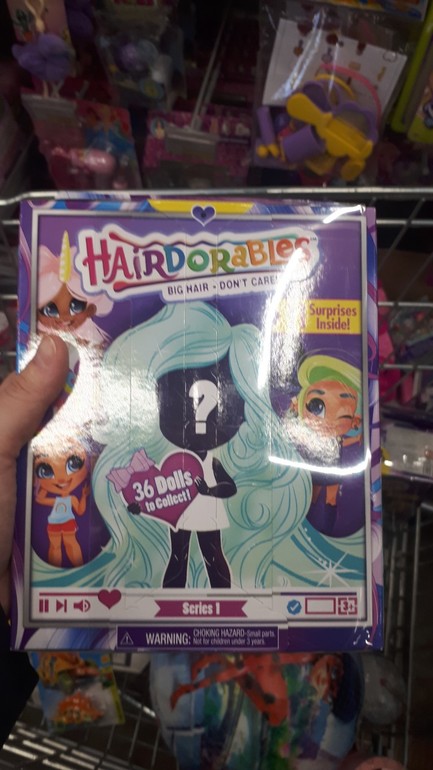 HAIRDORABLES
BIG HAIR • DON'T CARE!
Surprises
Inside!
?
36 Dolls
to Collect!
Series 1
3+
WARNING: CHOKING HAZARD-Small parts.
Not for children under 3 years.